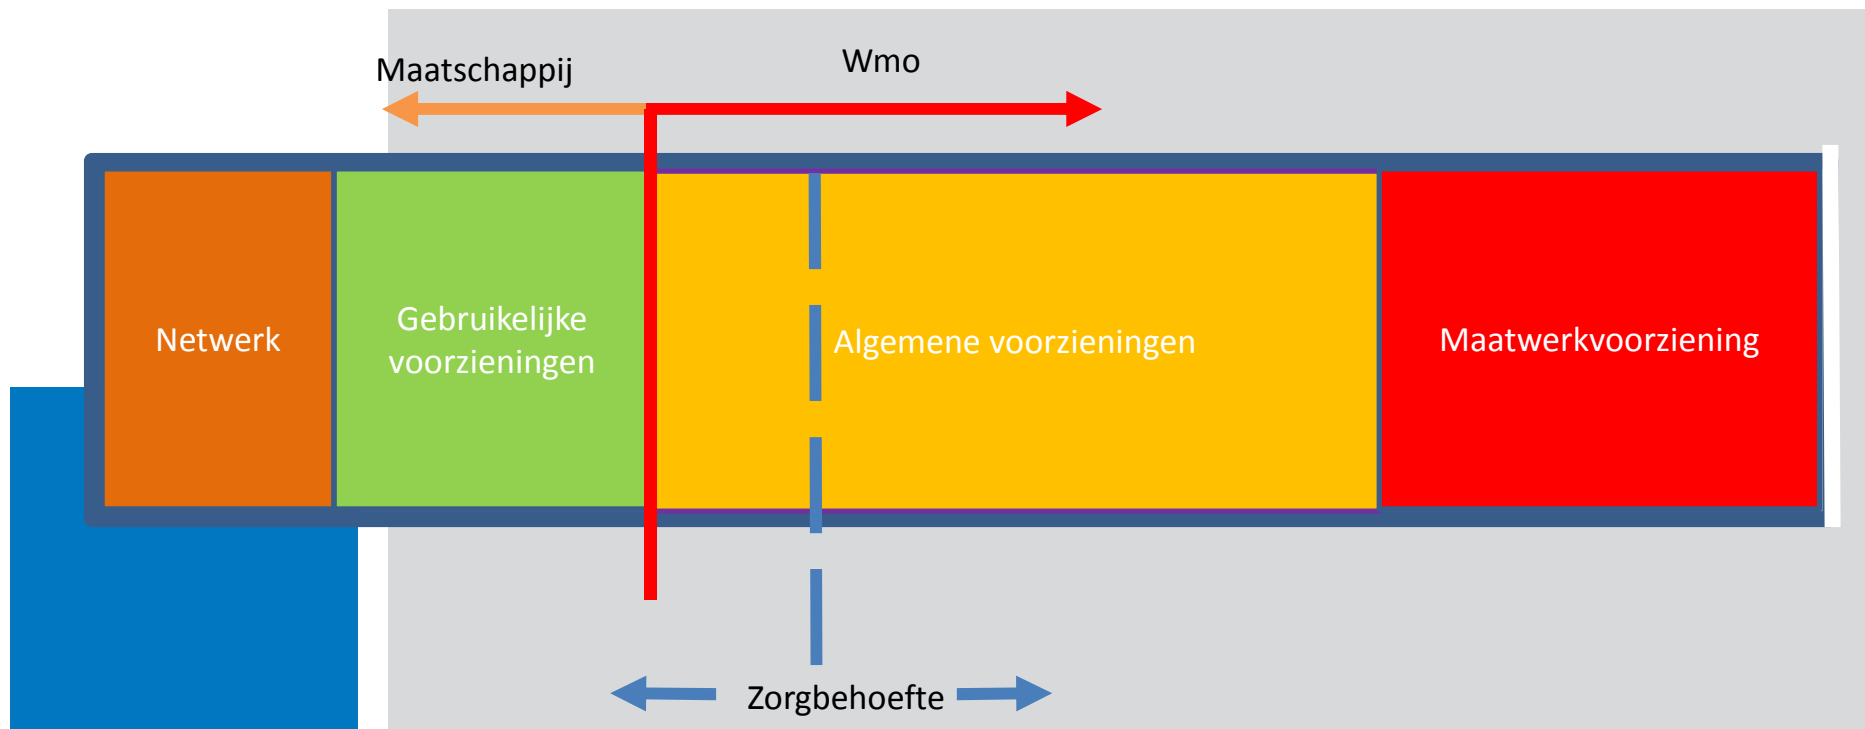 Maatschappij
Wmo
Netwerk
Gebruikelijke
voorzieningen
Algemene voorzieningen
Maatwerkvoorziening
Zorgbehoefte